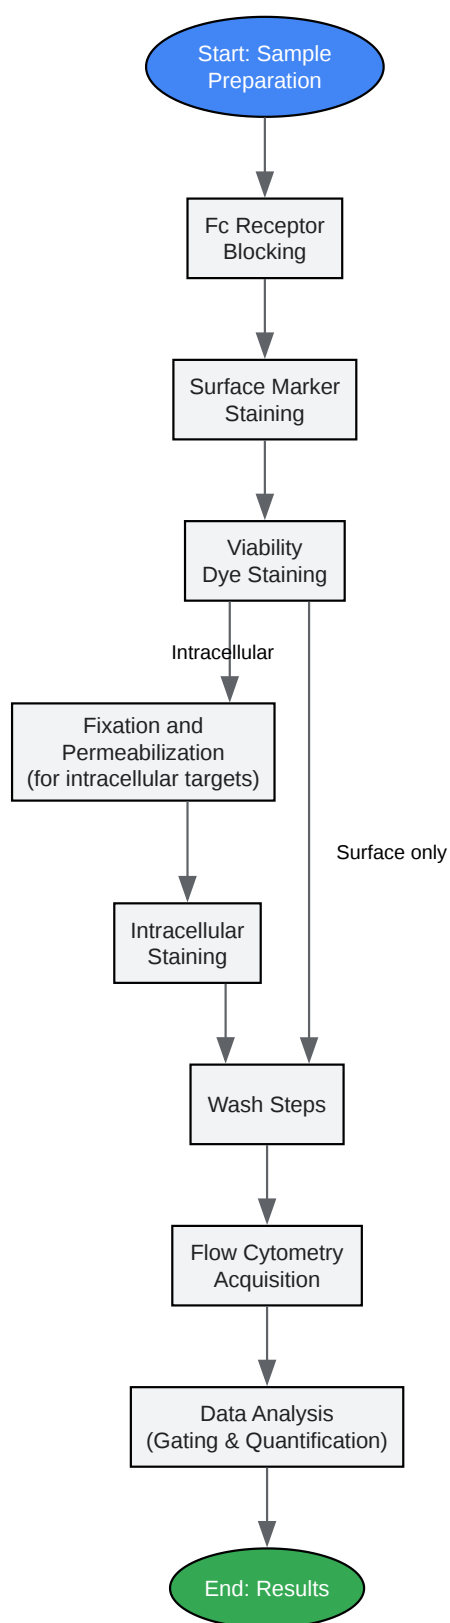 Start: Sample
Preparation
Fc Receptor
Blocking
Surface Marker
Staining
Viability
Dye Staining
Intracellular
Fixation and
Permeabilization
(for intracellular targets)
Surface only
Intracellular
Staining
Wash Steps
Flow Cytometry
Acquisition
Data Analysis
(Gating & Quantification)
End: Results